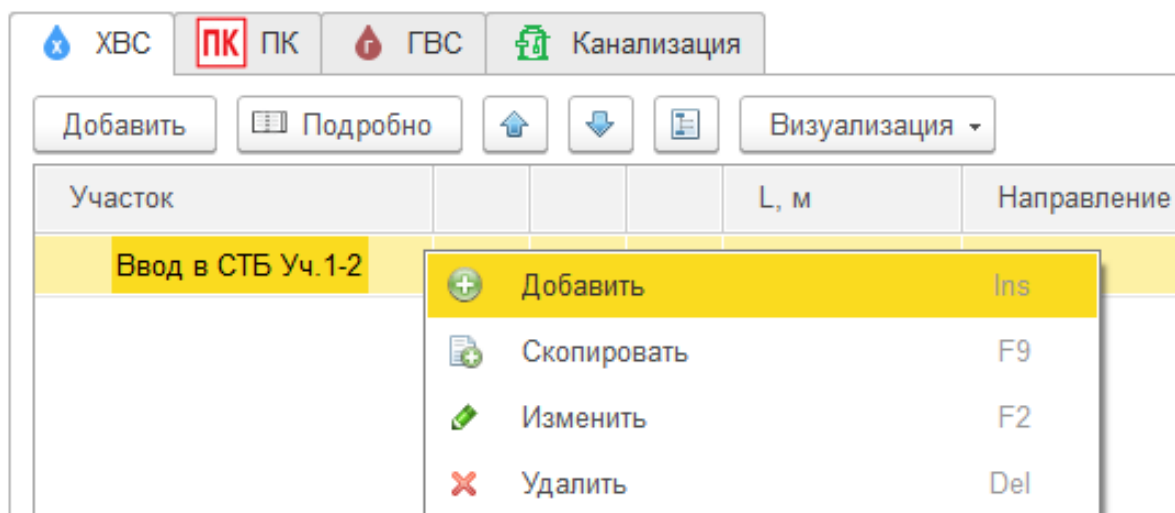 х ХВС ПК ПК г ГВС Канализация
Добавить Подробно Визуализация
Участок L, м Направление
Ввод в СТБ Уч.1-2
Добавить Ins
Скопировать F9
Изменить F2
Удалить Del